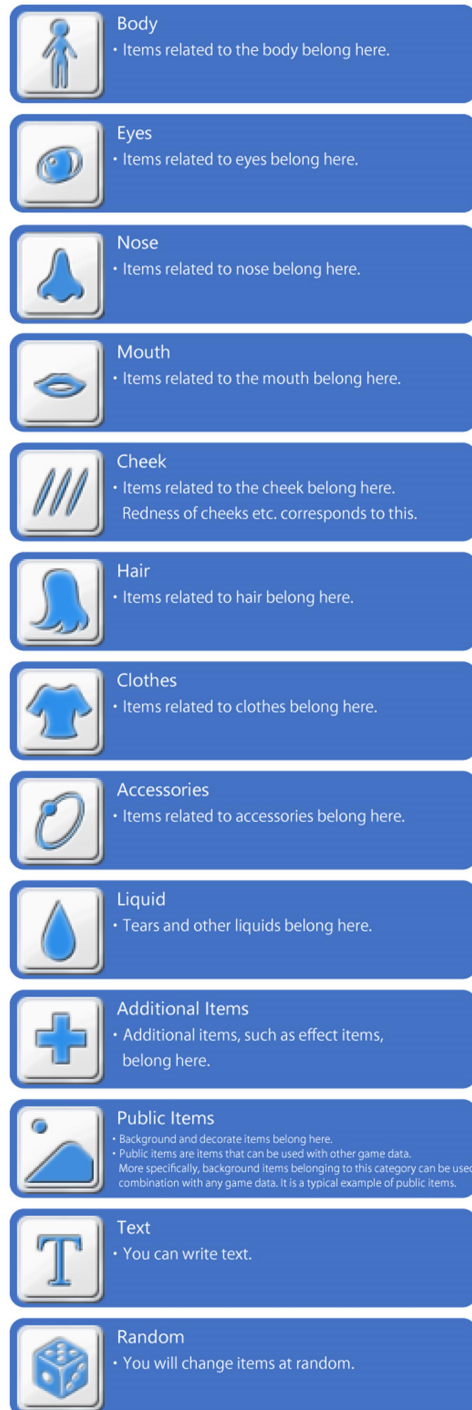 Body
・Items related to the body belong here.
Eyes
・Items related to eyes belong here.
Nose
・Items related to nose belong here.
Mouth
・Items related to the mouth belong here.
Cheek
・Items related to the cheek belong here.
Redness of cheeks etc. corresponds to this.
Hair
・Items related to hair belong here.
Clothes
・Items related to clothes belong here.
Accessories
・Items related to accessories belong here.
Liquid
・Tears and other liquids belong here.
Additional Items
・Additional items, such as effect items,
belong here.
Public Items
・Background and decorate items belong here.
・Public items are items that can be used with other game data.
More specifically, background items belonging to this category can be used
combination with any game data. It is a typical example of public items.
Text
・You can write text.
T
Random
・You will change items at random.